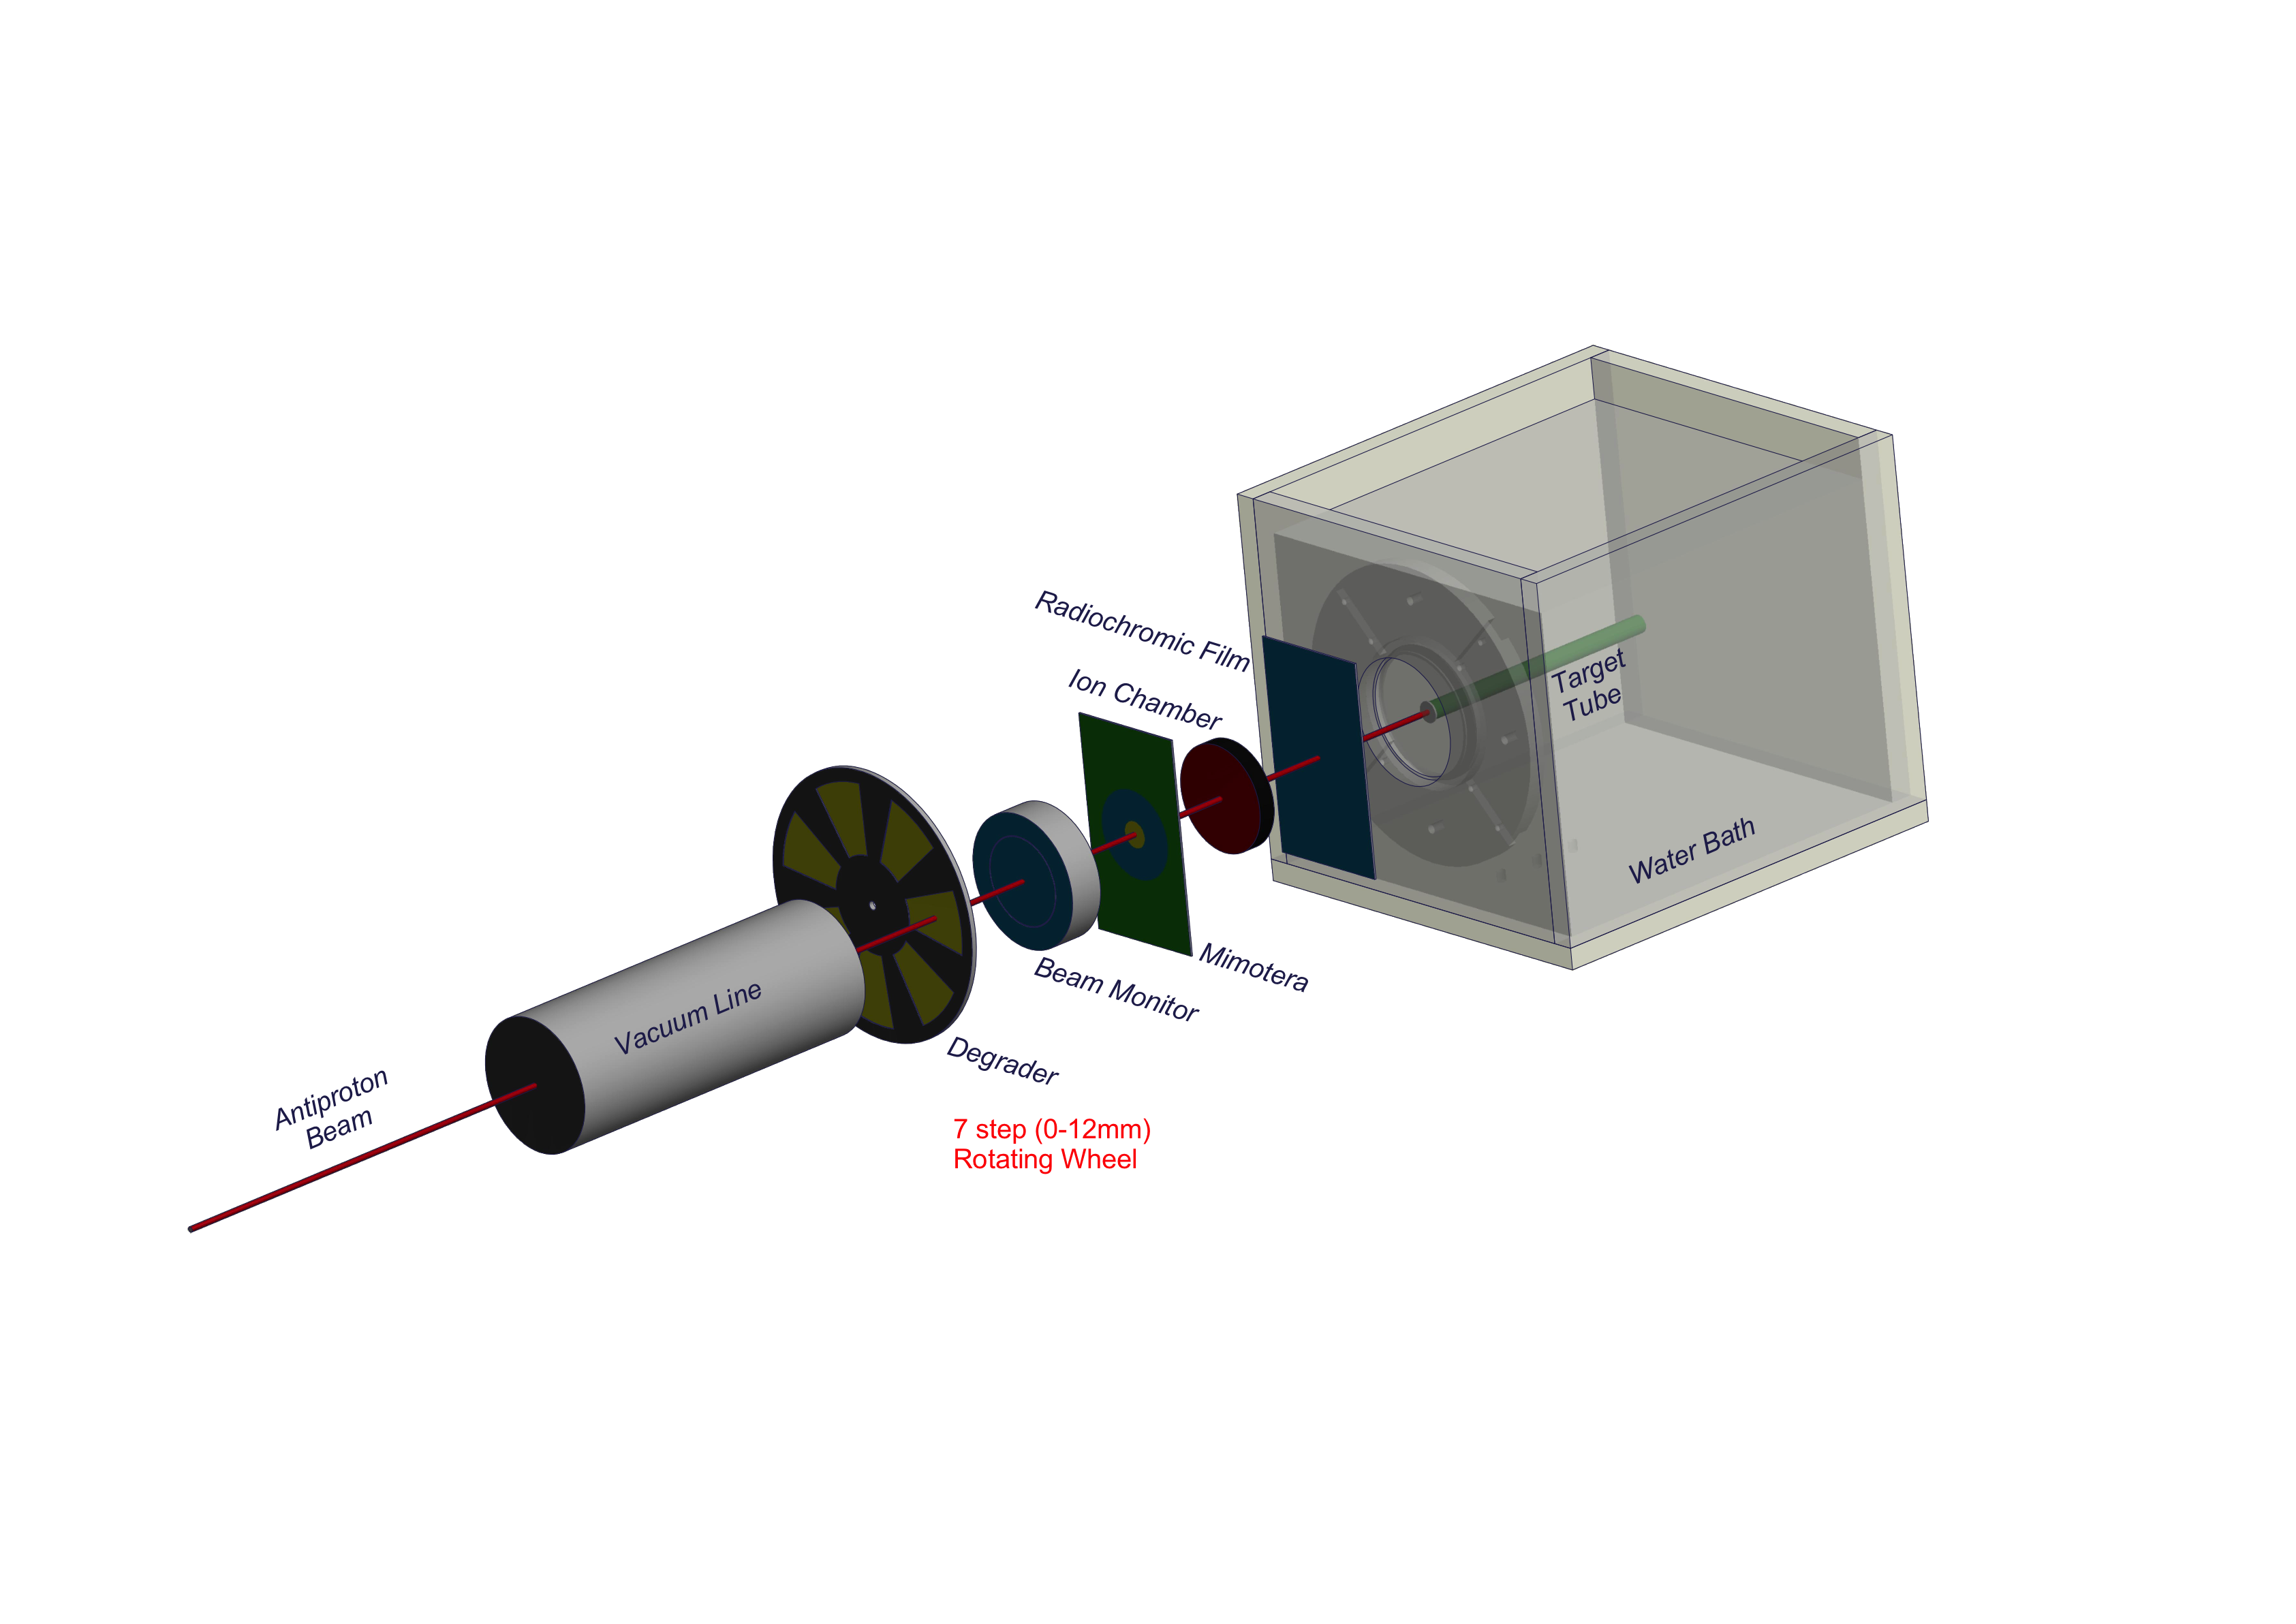 Radiochromic Film
Ion Chamber
Target
Tube
Water Bath
Mimotera
Beam Monitor
Vacuum Line
Degrader
Antiproton
Beam
7 step (0-12mm)
Rotating Wheel